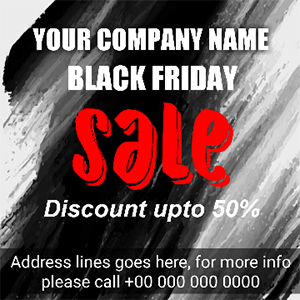 YOUR COMPANY NAME
BLACK FRIDAY
sale
Discount upto 50%
Address lines goes here, for more info
please call +00 000 000 0000